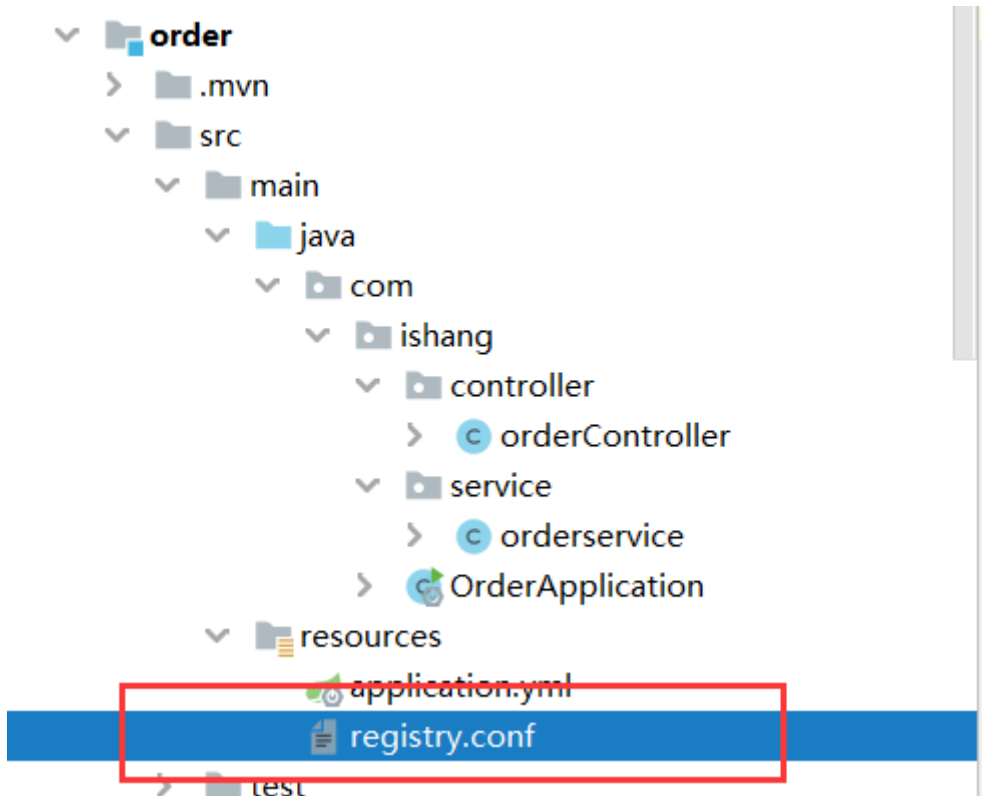 order
.mvn
src
main
java
com
ishang
controller
orderController
service
orderservice
OrderApplication
resources
application.yml
registry.conf
test